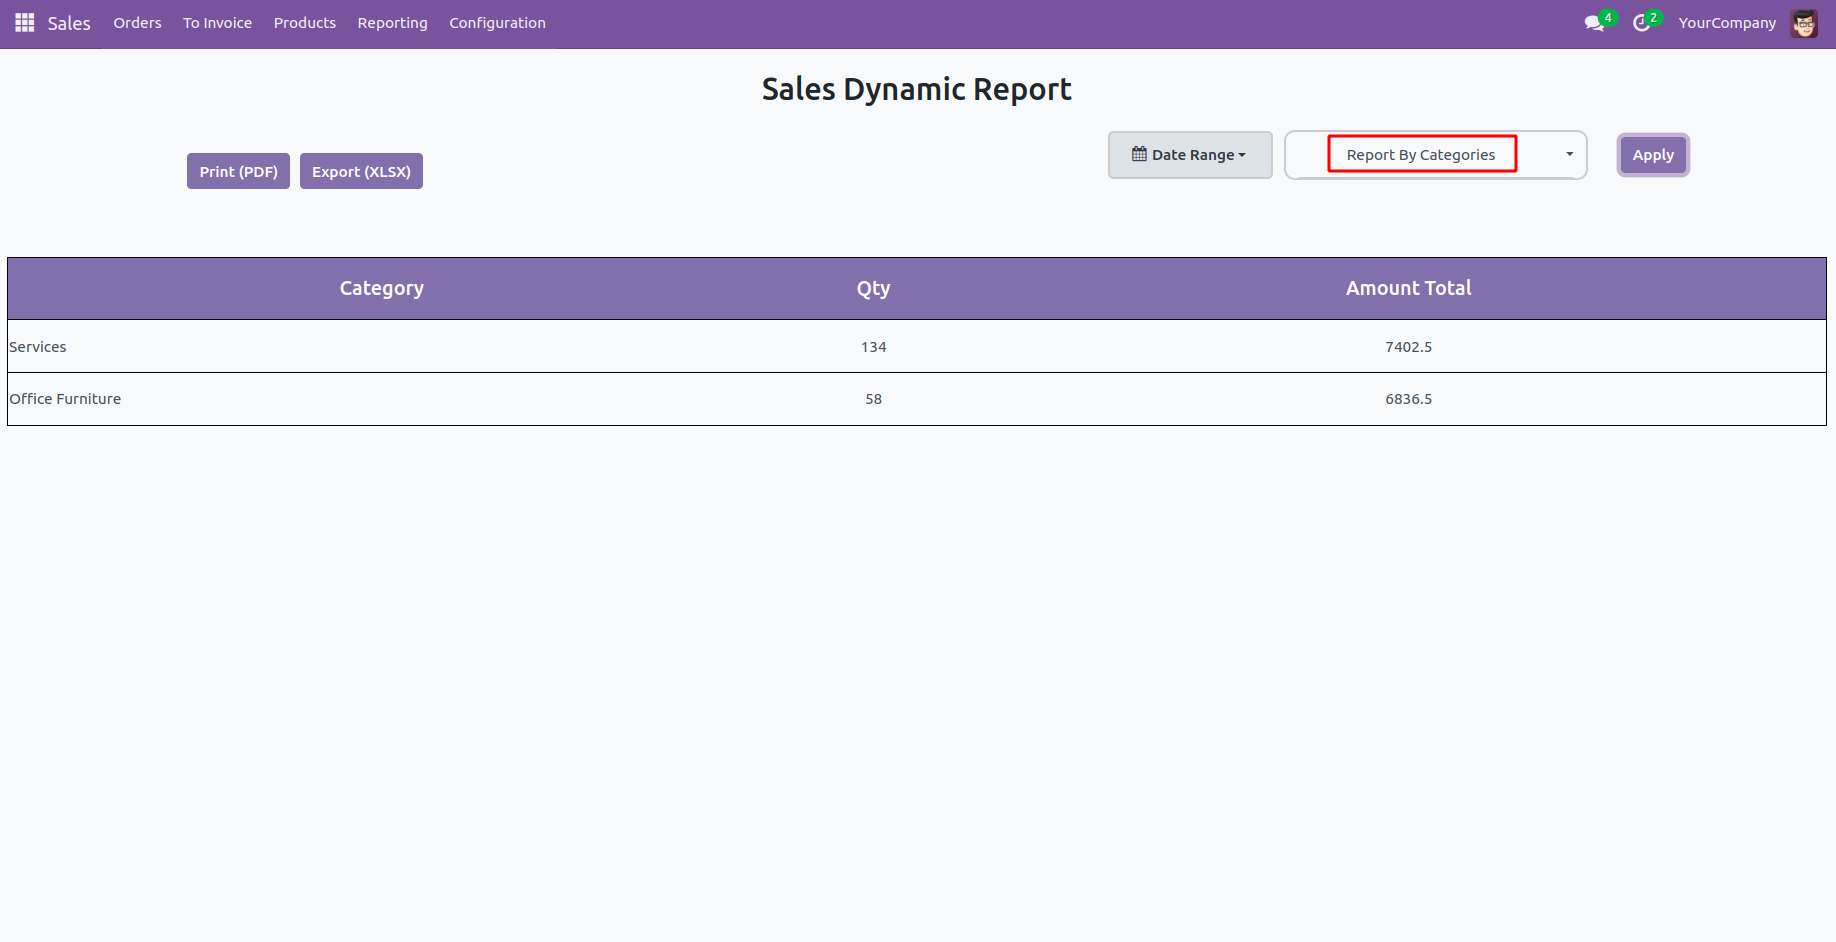 Sales Orders To Invoice Products Reporting Configuration 4 2 YourCompany
Sales Dynamic Report
Print (PDF) Export (XLSX) Date Range Report By Categories Apply
Category Qty Amount Total
Services 134 7402.5
Office Furniture 58 6836.5